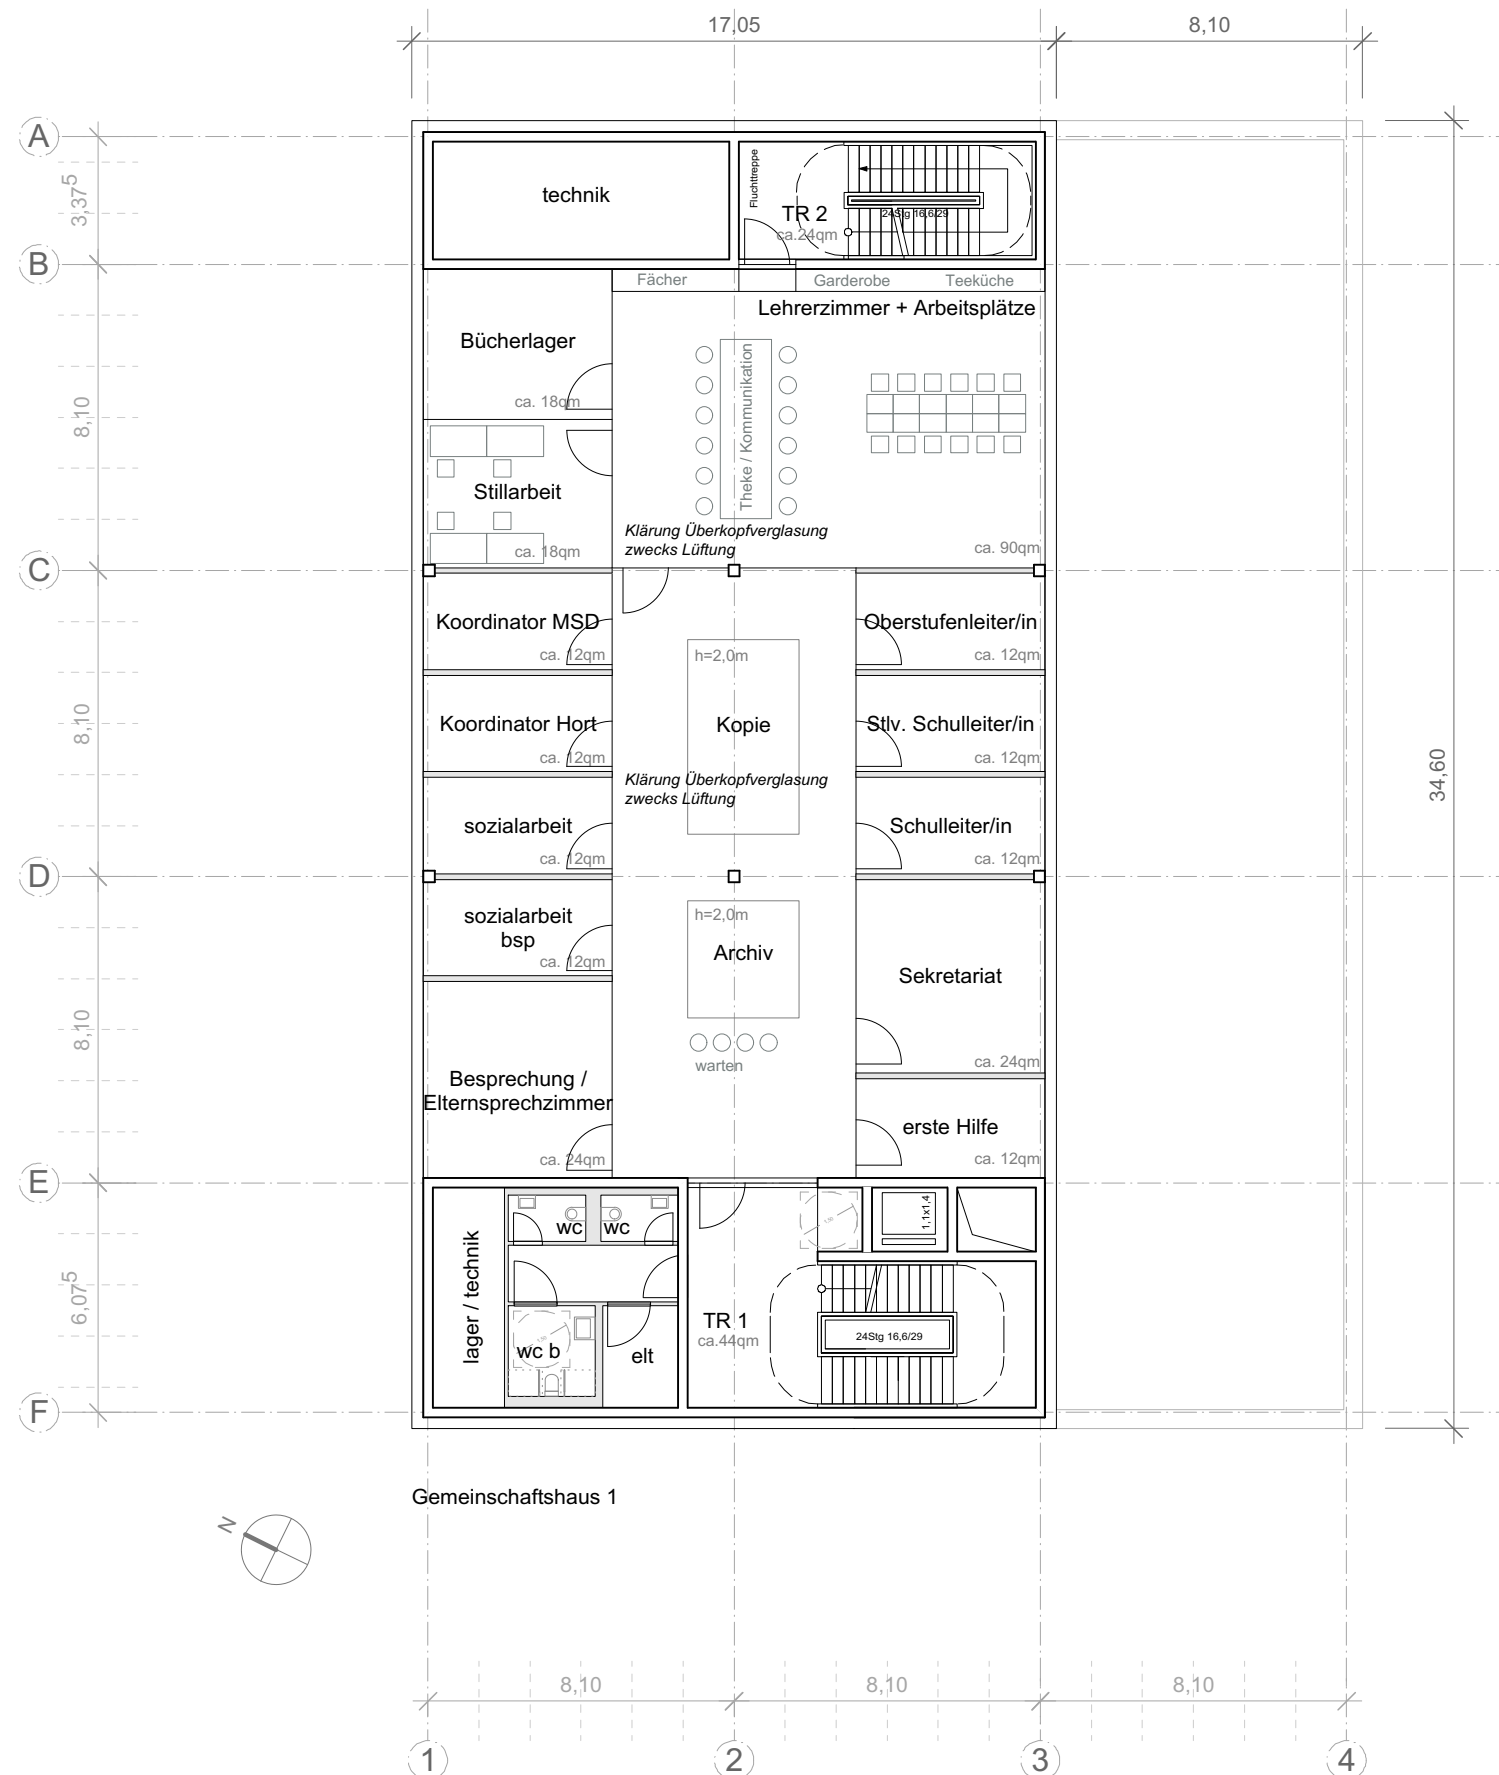 17,05
8,10
A
3,37⁵
B
8,10
C
8,10
D
8,10
E
6,07⁵
F
34,60
technik
Fluchttreppe
TR 2
ca.24qm
24Stg 16,6/29
Fächer
Garderobe
Teeküche
Lehrerzimmer + Arbeitsplätze
Bücherlager
ca. 18qm
Theke / Kommunikation
Stillarbeit
ca. 18qm
Klärung Überkopfverglasung
zwecks Lüftung
ca. 90qm
Koordinator MSD
ca. 12qm
Oberstufenleiter/in
ca. 12qm
h=2,0m
Kopie
Koordinator Hort
ca. 12qm
Stlv. Schulleiter/in
ca. 12qm
Klärung Überkopfverglasung
zwecks Lüftung
sozialarbeit
ca. 12qm
Schulleiter/in
ca. 12qm
sozialarbeit
bsp
ca. 12qm
h=2,0m
Archiv
Sekretariat
ca. 24qm
warten
Besprechung /
Elternsprechzimmer
ca. 24qm
erste Hilfe
ca. 12qm
lager / technik
wc
wc
1,50
1,1x1,4
wc b
1,50
elt
TR 1
ca.44qm
24Stg 16,6/29
Gemeinschaftshaus 1
N
8,10
8,10
8,10
1
2
3
4